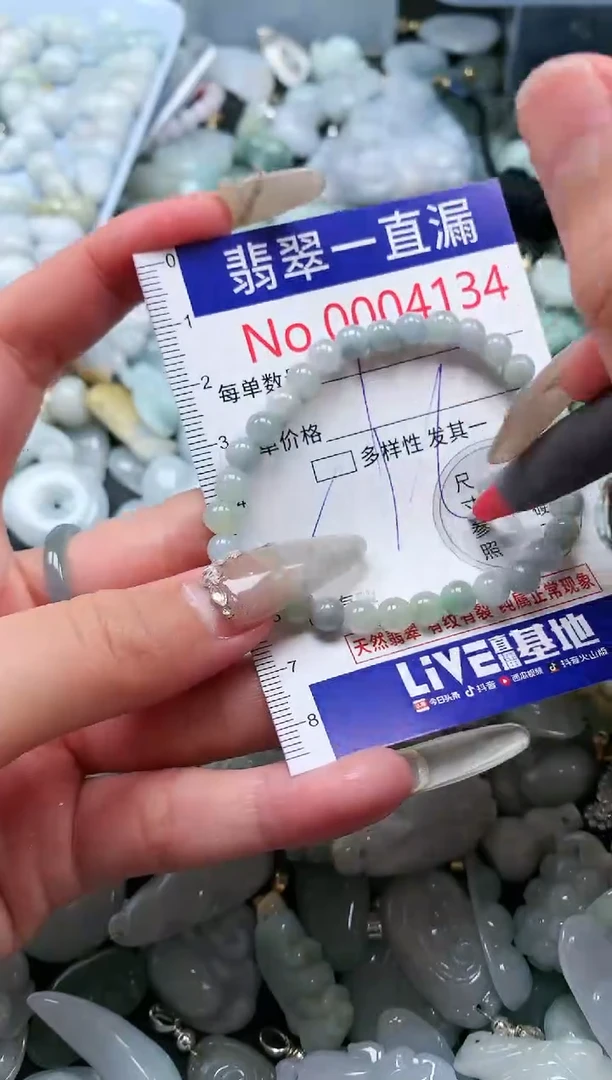 翡翠一直漏
No 0004134
0
1
2
每单数
3
单价格
多样性 发其一
4
尺
寸
参
照
天然翡翠 有纹有裂 纯属正常现象
7
LiVE直播基地
8
今日头条 抖音 西瓜视频 抖音火山版